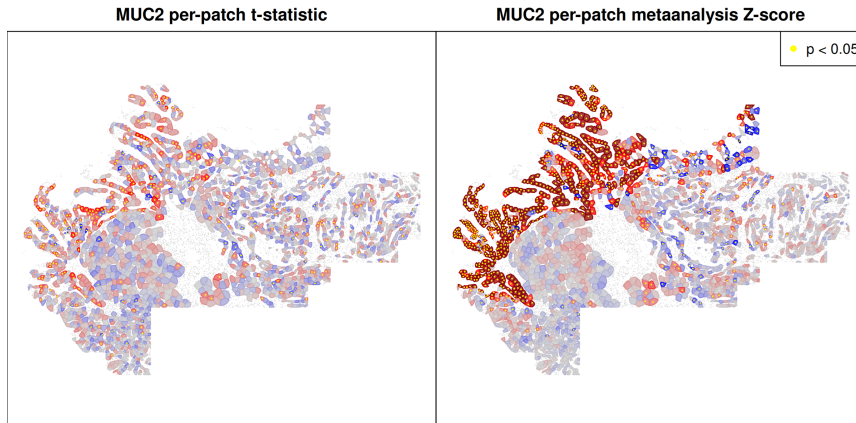 MUC2 per-patch t-statistic
MUC2 per-patch metaanalysis Z-score
p < 0.05